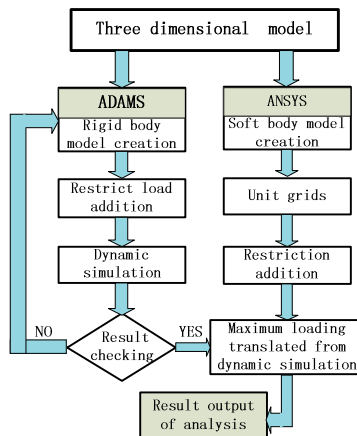 Three dimensional model
ADAMS
Rigid body
model creation
Restrict load
addition
Dynamic
simulation
Result
checking
NO
YES
ANSYS
Soft body model
creation
Unit grids
Restriction
addition
Maximum loading
translated from
dynamic simulation
Result output
of analysis